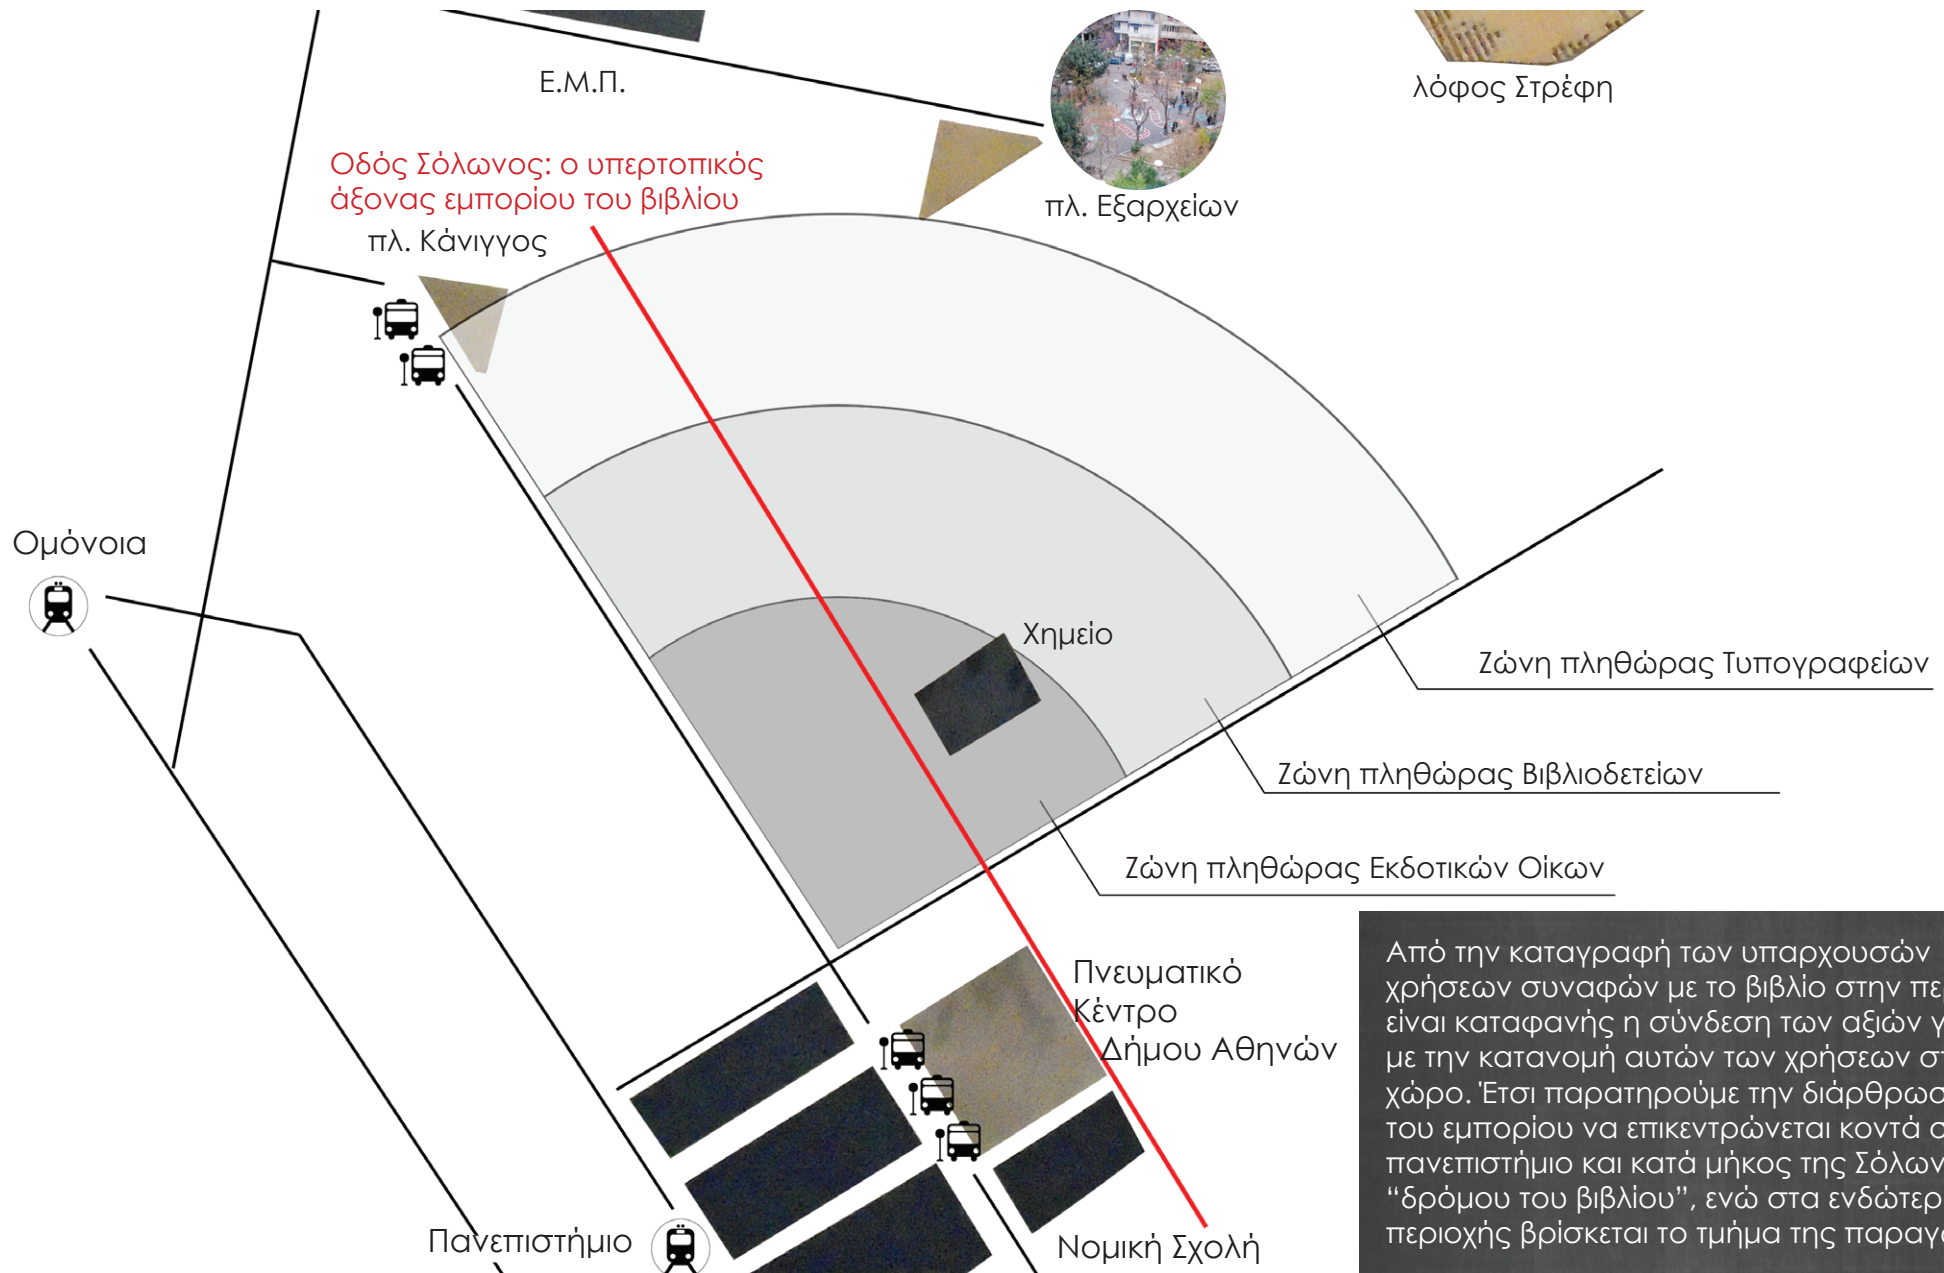 Ε.Μ.Π.
λόφος Στρέφη
Οδός Σόλωνος: ο υπερτοπικός
άξονας εμπορίου του βιβλίου
πλ. Εξαρχείων
πλ. Κάνιγγος
Ομόνοια
Χημείο
Ζώνη πληθώρας Τυπογραφείων
Ζώνη πληθώρας Βιβλιοδετείων
Ζώνη πληθώρας Εκδοτικών Οίκων
Πνευματικό
Κέντρο
Δήμου Αθηνών
Από την καταγραφή των υπαρχουσών
χρήσεων συναφών με το βιβλίο στην
είναι καταφανής η σύνδεση των αξιών
με την κατανομή αυτών των χρήσεων
χώρο. Έτσι παρατηρούμε την
του εμπορίου να επικεντρώνεται κοντά
πανεπιστήμιο και κατά μήκος της
“δρόμου του βιβλίου”, ενώ στα
περιοχής βρίσκεται το τμήμα της
Πανεπιστήμιο
Νομική Σχολή